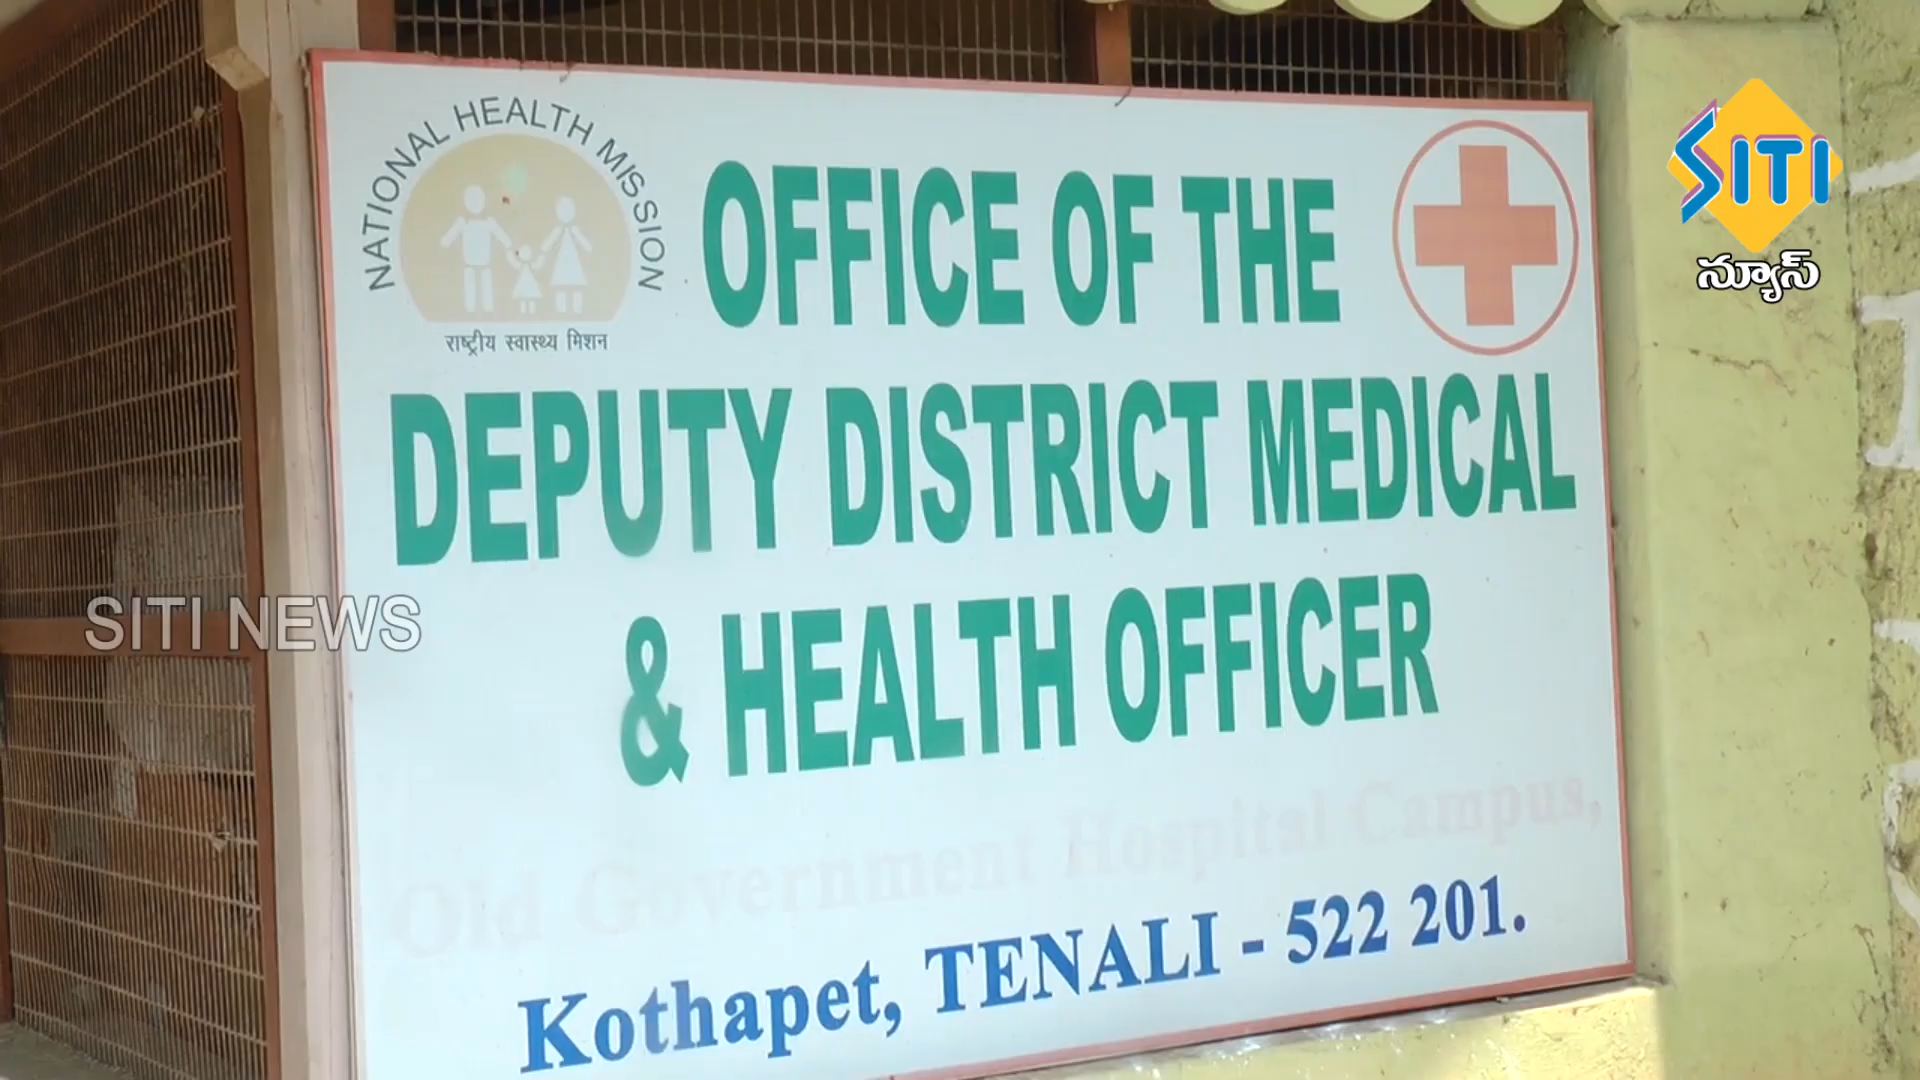 NATIONAL HEALTH MISSION
राष्ट्रीय स्वास्थ्य मिशन
OFFICE OF THE
DEPUTY DISTRICT MEDICAL
& HEALTH OFFICER
Old Government Hospital Campus,
Kothapet, TENALI - 522 201.
SITI
న్యూస్
SITI NEWS